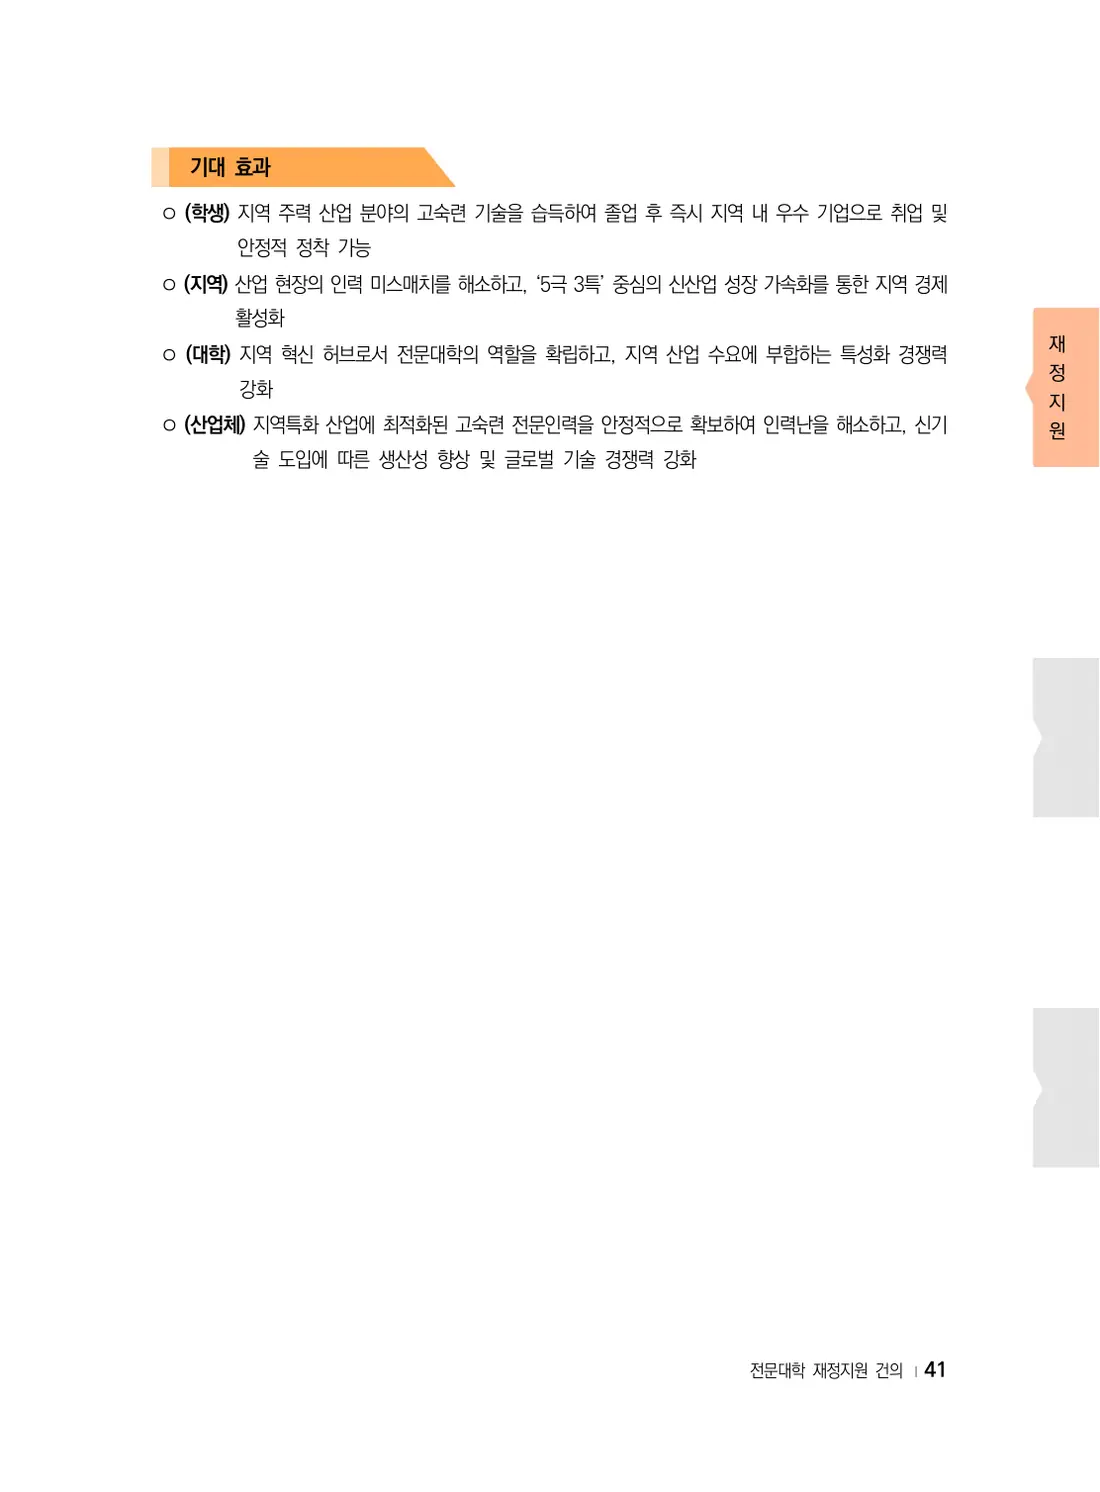 기대 효과
ㅇ (학생) 지역 주력 산업 분야의 고숙련 기술을 습득하여 졸업 후 즉시 지역 내 우수 기업으로 취업 및
안정적 정착 가능
ㅇ (지역) 산업 현장의 인력 미스매치를 해소하고, ‘5극 3특’ 중심의 신산업 성장 가속화를 통한 지역 경제
활성화
ㅇ (대학) 지역 혁신 허브로서 전문대학의 역할을 확립하고, 지역 산업 수요에 부합하는 특성화 경쟁력
강화
ㅇ (산업체) 지역특화 산업에 최적화된 고숙련 전문인력을 안정적으로 확보하여 인력난을 해소하고, 신기
술 도입에 따른 생산성 향상 및 글로벌 기술 경쟁력 강화
재
정
지
원
전문대학 재정지원 건의 | 41